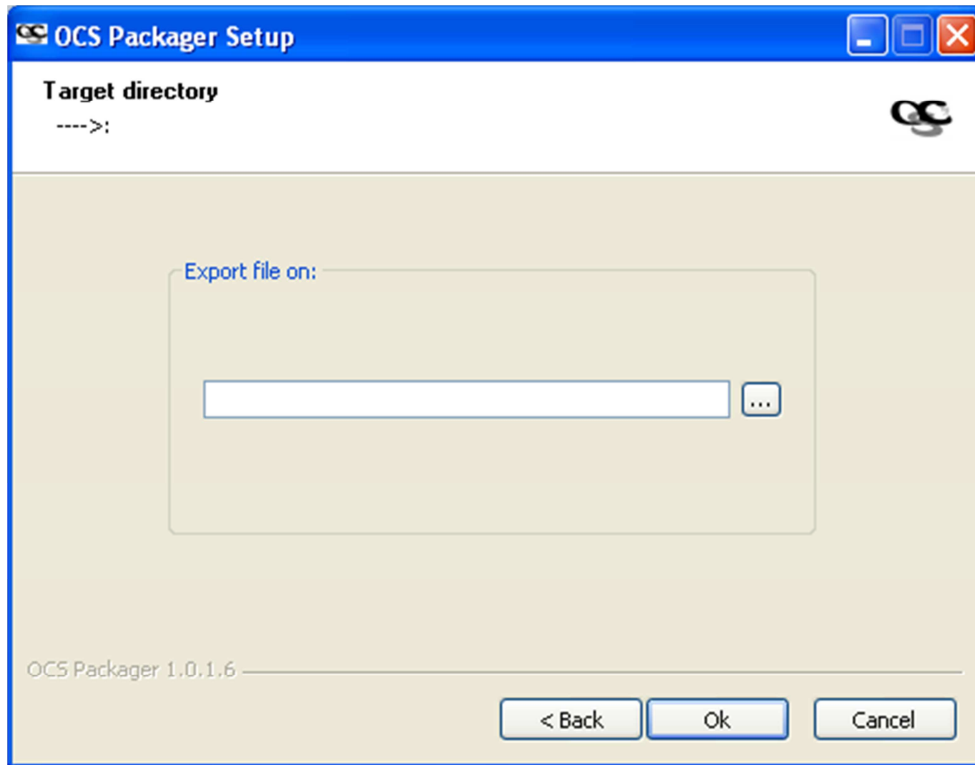 OCS Packager Setup
Target directory
---->:
Export file on:
...
OCS Packager 1.0.1.6
< Back
Ok
Cancel